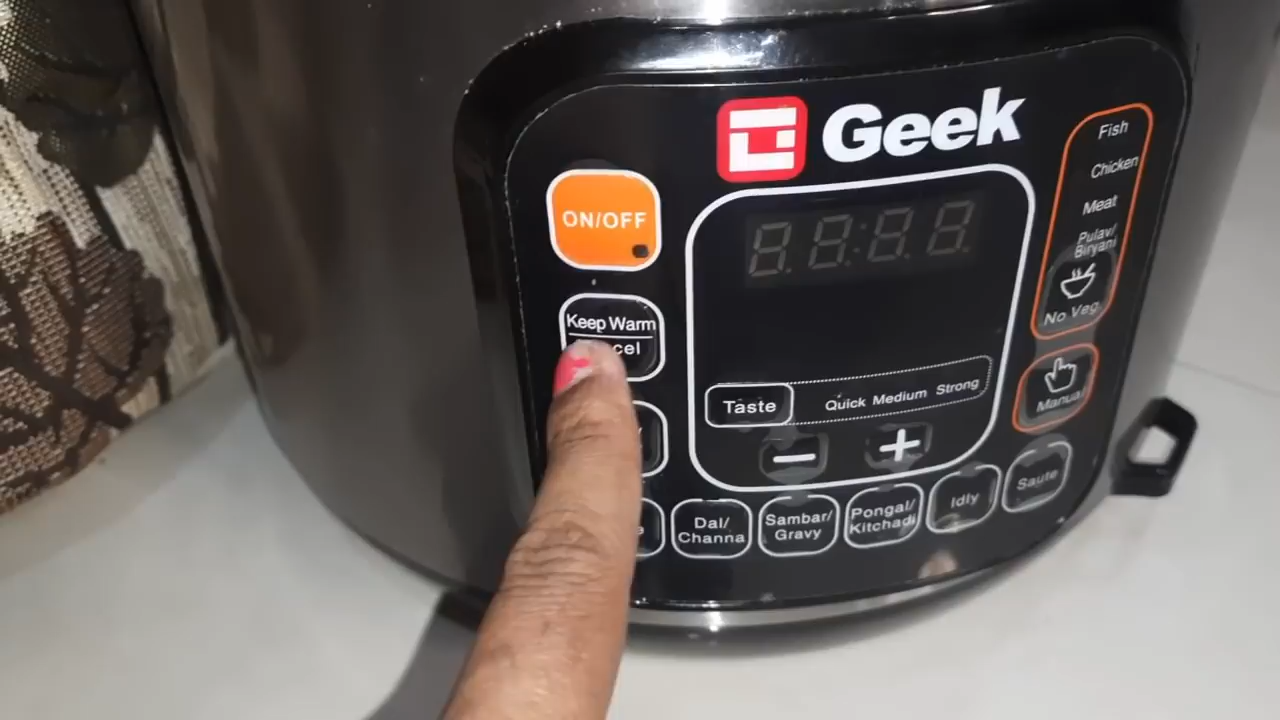 Geek
ON/OFF
Keep Warm
Fish
Chicken
Meat
Pulav/
Biryani
No Veg
Manual
Taste
Quick Medium Strong
−
+
Dal/
Channa
Sambar/
Gravy
Pongal/
Kitchadi
Idly
Saute